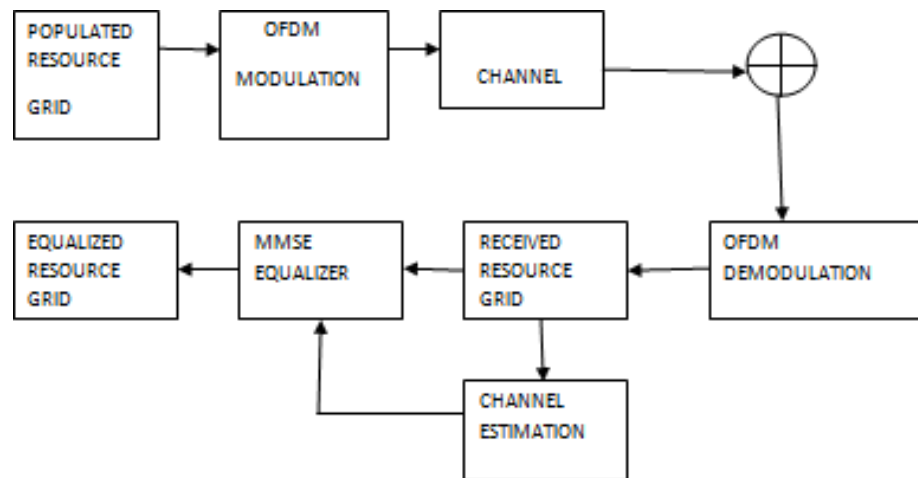 POPULATED
RESOURCE
GRID
OFDM
MODULATION
CHANNEL
EQUALIZED
RESOURCE
GRID
MMSE
EQUALIZER
RECEIVED
RESOURCE
GRID
OFDM
DEMODULATION
CHANNEL
ESTIMATION